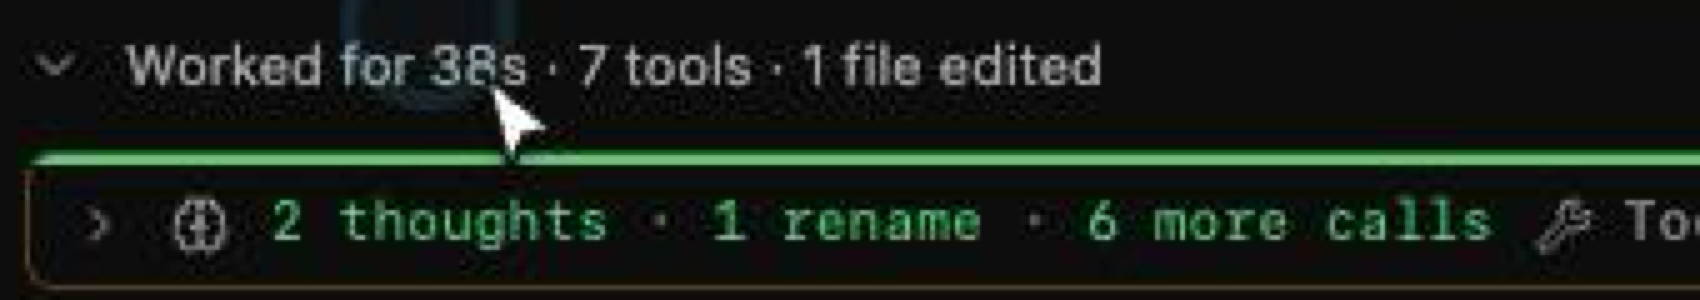 Worked for 38s · 7 tools · 1 file edited
2 thoughts · 1 rename · 6 more calls